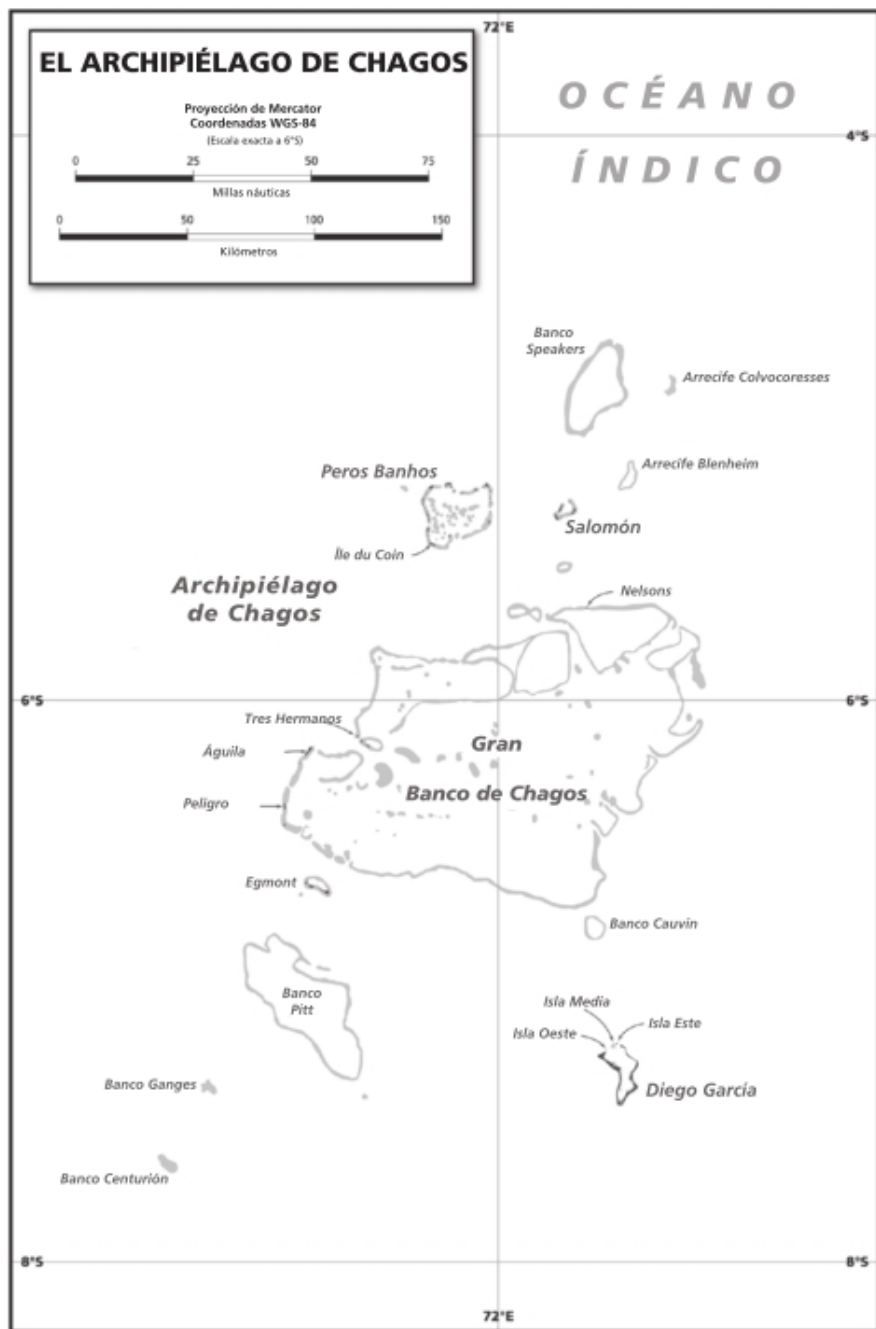 72°E
EL ARCHIPIÉLAGO DE CHAGOS
Proyección de Mercator
Coordenadas WGS-84
(Escala exacta a 6°S)
0 25 50 75
Millas náuticas
0 50 100 150
Kilómetros
OCÉANO
ÍNDICO
4°S
Banco
Speakers
Arrecife Colvocoresses
Arrecife Blenheim
Peros Banhos
Salomón
Île du Coin
Archipiélago
de Chagos
Nelsons
6°S
6°S
Tres Hermanos
Águila
Gran
Banco de Chagos
Peligro
Egmont
Banco Cauvin
Banco
Pitt
Isla Media
Isla Este
Isla Oeste
Banco Ganges
Diego Garcia
Banco Centurión
8°S
8°S
72°E